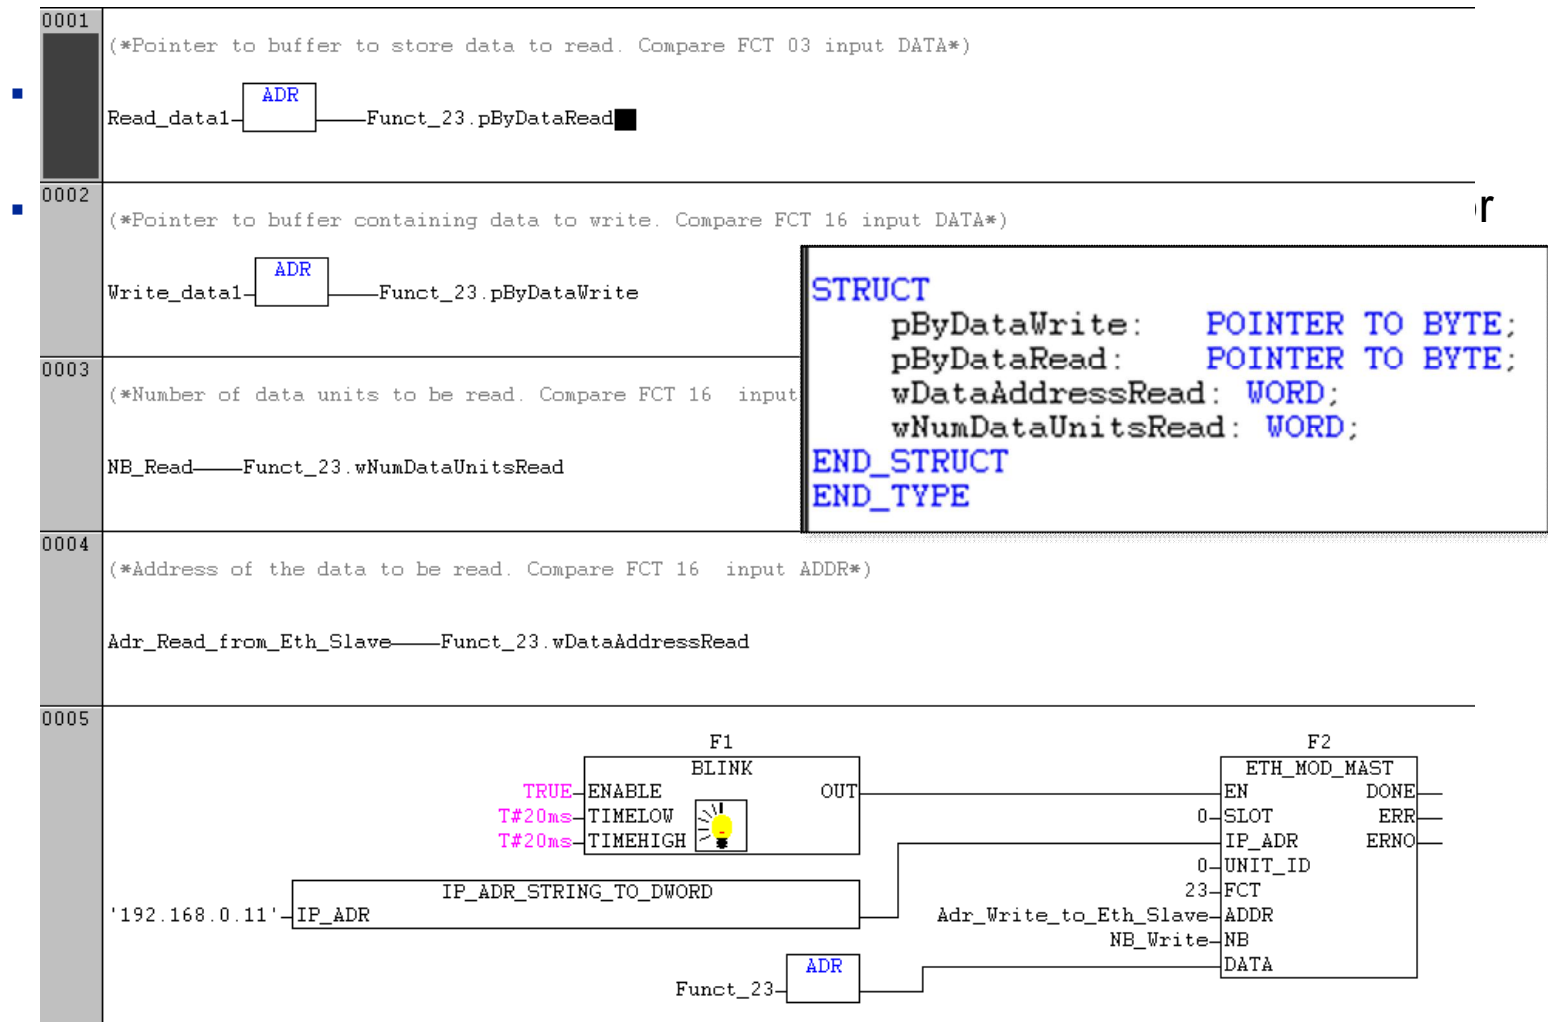 0001
(*Pointer to buffer to store data to read. Compare FCT 03 input DATA*)
ADR
Read_data1 Funct_23.pByDataRead
0002
(*Pointer to buffer containing data to write. Compare FCT 16 input DATA*)
ADR
Write_data1 Funct_23.pByDataWrite
STRUCT
pByDataWrite: POINTER TO BYTE;
pByDataRead: POINTER TO BYTE;
wDataAddressRead: WORD;
wNumDataUnitsRead: WORD;
END_STRUCT
END_TYPE
0003
(*Number of data units to be read. Compare FCT 16 input
NB_Read Funct_23.wNumDataUnitsRead
0004
(*Address of the data to be read. Compare FCT 16 input ADDR*)
Adr_Read_from_Eth_Slave Funct_23.wDataAddressRead
0005
F1
BLINK
TRUE ENABLE OUT
T#20ms TIMELOW
T#20ms TIMEHIGH
IP_ADR_STRING_TO_DWORD
'192.168.0.11' IP_ADR
ADR
Funct_23
F2
ETH_MOD_MAST
EN DONE
0 SLOT ERR
IP_ADR ERNO
0 UNIT_ID
23 FCT
Adr_Write_to_Eth_Slave ADDR
NB_Write NB
DATA